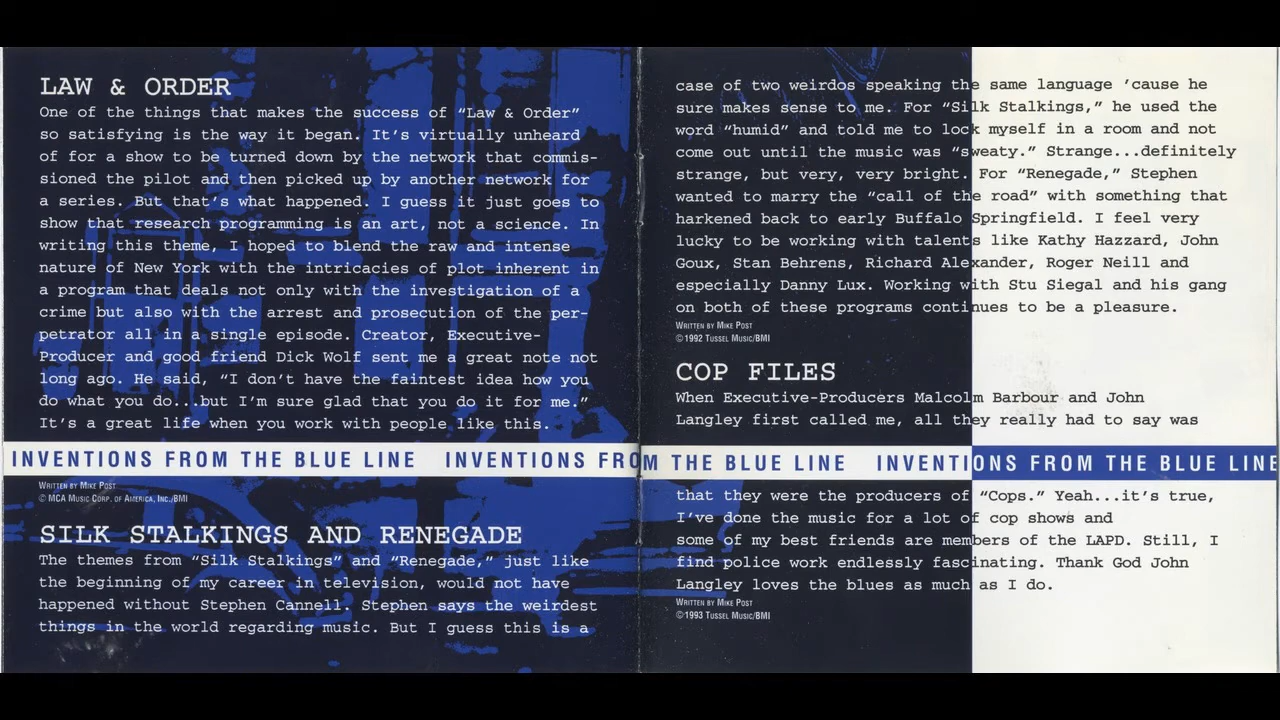 LAW & ORDER
One of the things that makes the success of “Law & Order”
so satisfying is the way it began. It’s virtually unheard
of for a show to be turned down by the network that commis-
sioned the pilot and then picked up by another network for
a series. But that’s what happened. I guess it just goes to
show that research programming is an art, not a science. In
writing this theme, I hoped to blend the raw and intense
nature of New York with the intricacies of plot inherent in
a program that deals not only with the investigation of a
crime but also with the arrest and prosecution of the per-
petrator all in a single episode. Creator, Executive-
Producer and good friend Dick Wolf sent me a great note not
long ago. He said, “I don’t have the faintest idea how you
do what you do...but I’m sure glad that you do it for me.”
It’s a great life when you work with people like this.
INVENTIONS FROM THE BLUE LINE INVENTIONS FROM THE BLUE LINE INVENTIONS FROM THE BLUE LINE
Written by Mike Post
© MCA Music Corp. of America, Inc./BMI
SILK STALKINGS AND RENEGADE
The themes from “Silk Stalkings” and “Renegade,” just like
the beginning of my career in television, would not have
happened without Stephen Cannell. Stephen says the weirdest
things in the world regarding music. But I guess this is a
case of two weirdos speaking the same language ’cause he
sure makes sense to me. For “Silk Stalkings,” he used the
word “humid” and told me to lock myself in a room and not
come out until the music was “sweaty.” Strange...definitely
strange, but very, very bright. For “Renegade,” Stephen
wanted to marry the “call of the road” with something that
harkened back to early Buffalo Springfield. I feel very
lucky to be working with talents like Kathy Hazzard, John
Goux, Stan Behrens, Richard Alexander, Roger Neill and
especially Danny Lux. Working with Stu Siegal and his gang
on both of these programs continues to be a pleasure.
Written by Mike Post
©1992 Tussel Music/BMI
COP FILES
When Executive-Producers Malcolm Barbour and John
Langley first called me, all they really had to say was
that they were the producers of “Cops.” Yeah...it’s true,
I’ve done the music for a lot of cop shows and
some of my best friends are members of the LAPD. Still, I
find police work endlessly fascinating. Thank God John
Langley loves the blues as much as I do.
Written by Mike Post
©1993 Tussel Music/BMI